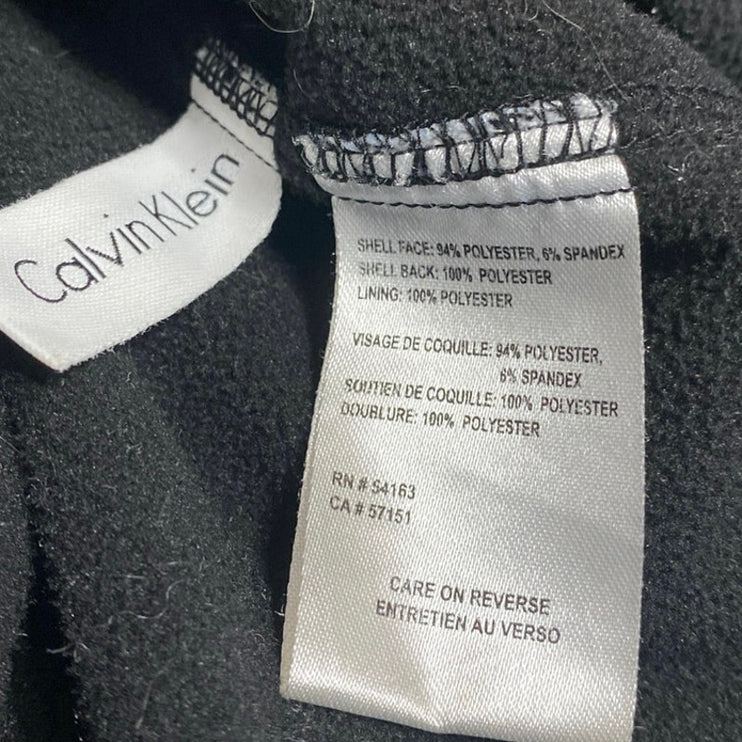 CalvinKlein
SHELL FACE: 94% POLYESTER, 6% SPANDEX
SHELL BACK: 100% POLYESTER
LINING: 100% POLYESTER
VISAGE DE COQUILLE: 94% POLYESTER,
6% SPANDEX
SOUTIEN DE COQUILLE: 100% POLYESTER
DOUBLURE: 100% POLYESTER
RN # 54163
CA # 57151
CARE ON REVERSE
ENTRETIEN AU VERSO